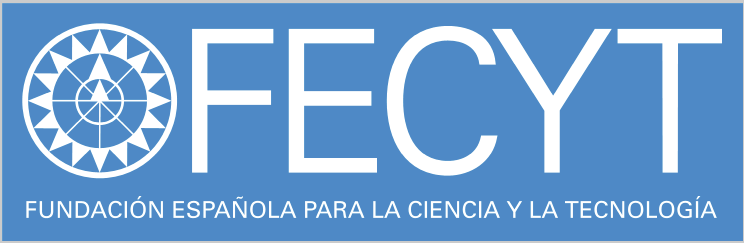 FECYT
FUNDACIÓN ESPAÑOLA PARA LA CIENCIA Y LA TECNOLOGÍA